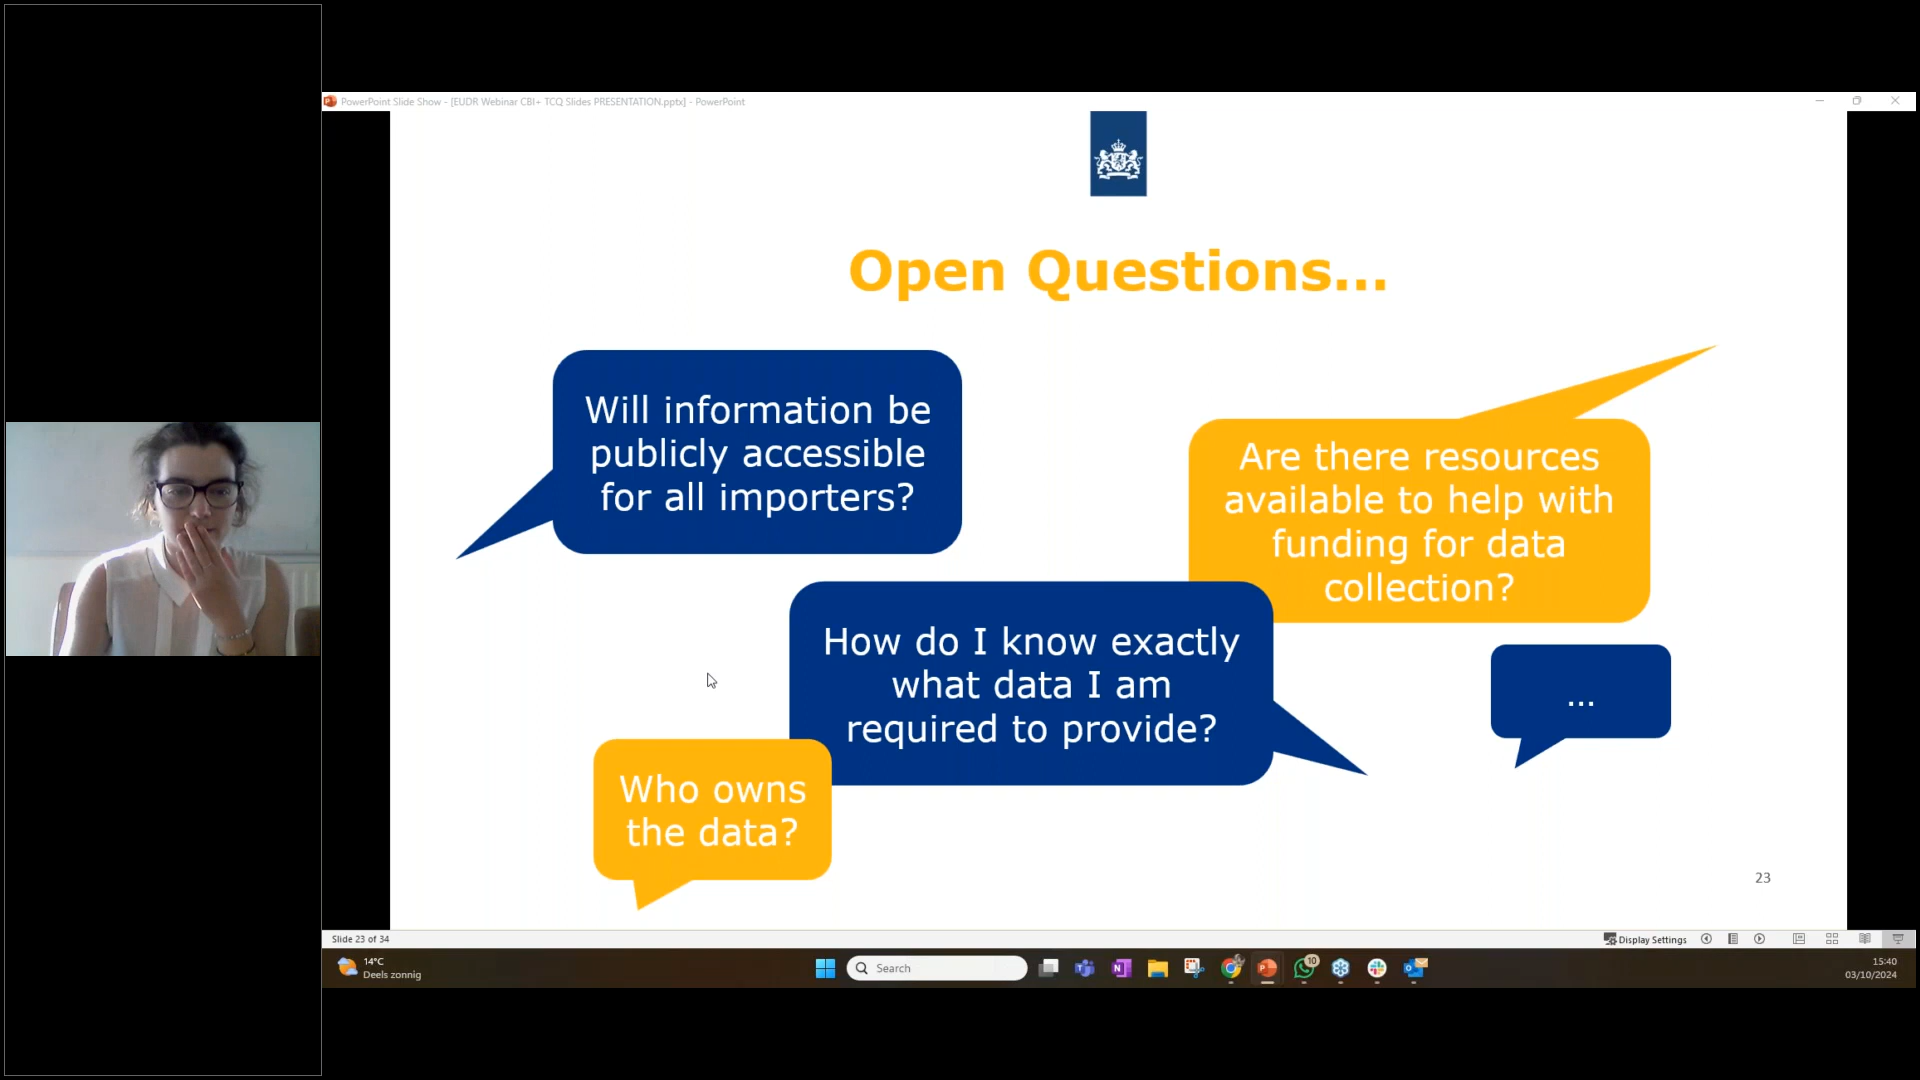 PowerPoint Slide Show - [EUDR Webinar CBI+ TCQ Slides PRESENTATION.pptx] - PowerPoint
Open Questions...
Will information be
publicly accessible
for all importers?
Are there resources
available to help with
funding for data
collection?
How do I know exactly
what data I am
required to provide?
...
Who owns
the data?
23
Slide 23 of 34
Display Settings
14°C
Deels zonnig
Search
10
15:40
03/10/2024